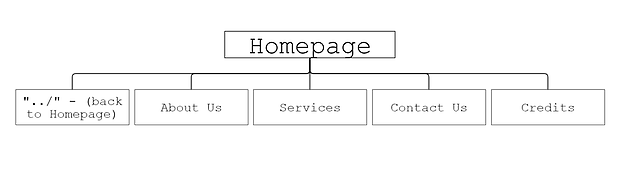 Homepage
"../" - (back
to Homepage)
About Us
Services
Contact Us
Credits